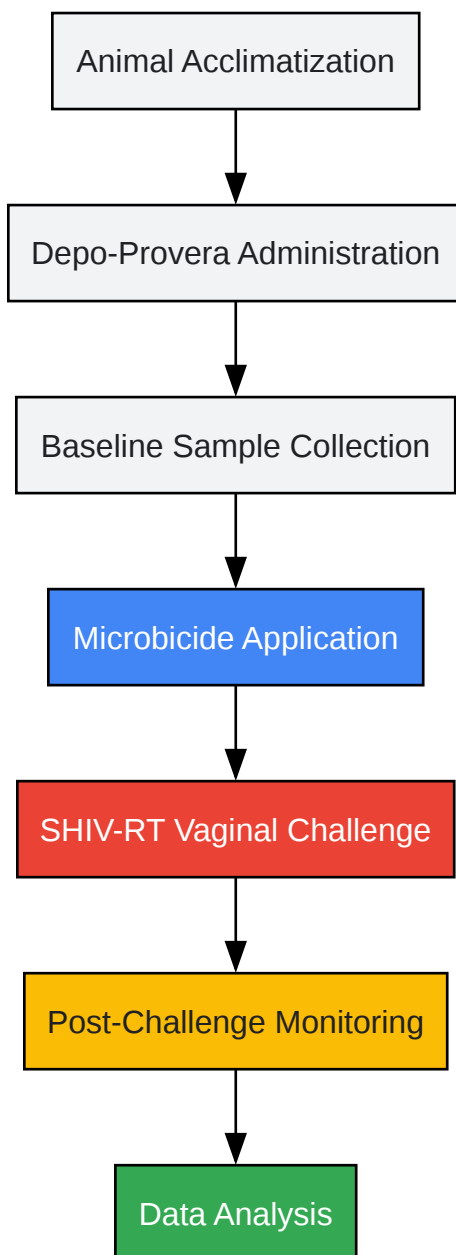 Animal Acclimatization
Depo-Provera Administration
Baseline Sample Collection
Microbicide Application
SHIV-RT Vaginal Challenge
Post-Challenge Monitoring
Data Analysis